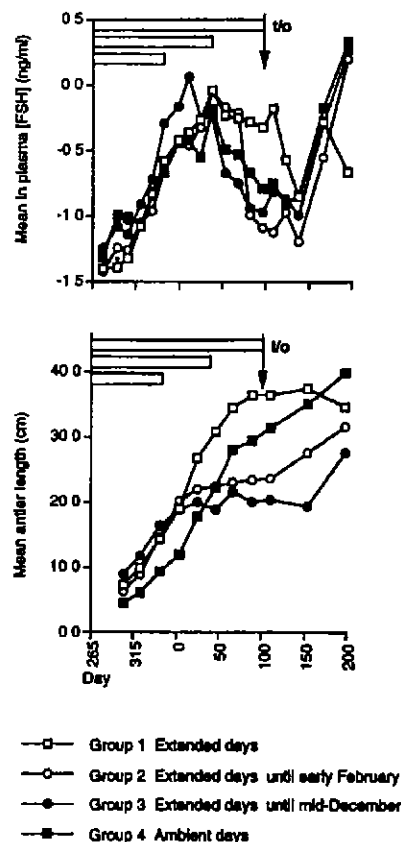 t/o
Mean ln plasma [FSH] (ng/ml)
0 5
0 0
-0.5
-1 0
-1 5
t/o
Mean antler length (cm)
40 0
30 0
20 0
10 0
0 0
265 315 0 50 100 150 200
Day
Group 1 Extended days
Group 2 Extended days until early February
Group 3 Extended days until mid-December
Group 4 Ambient days